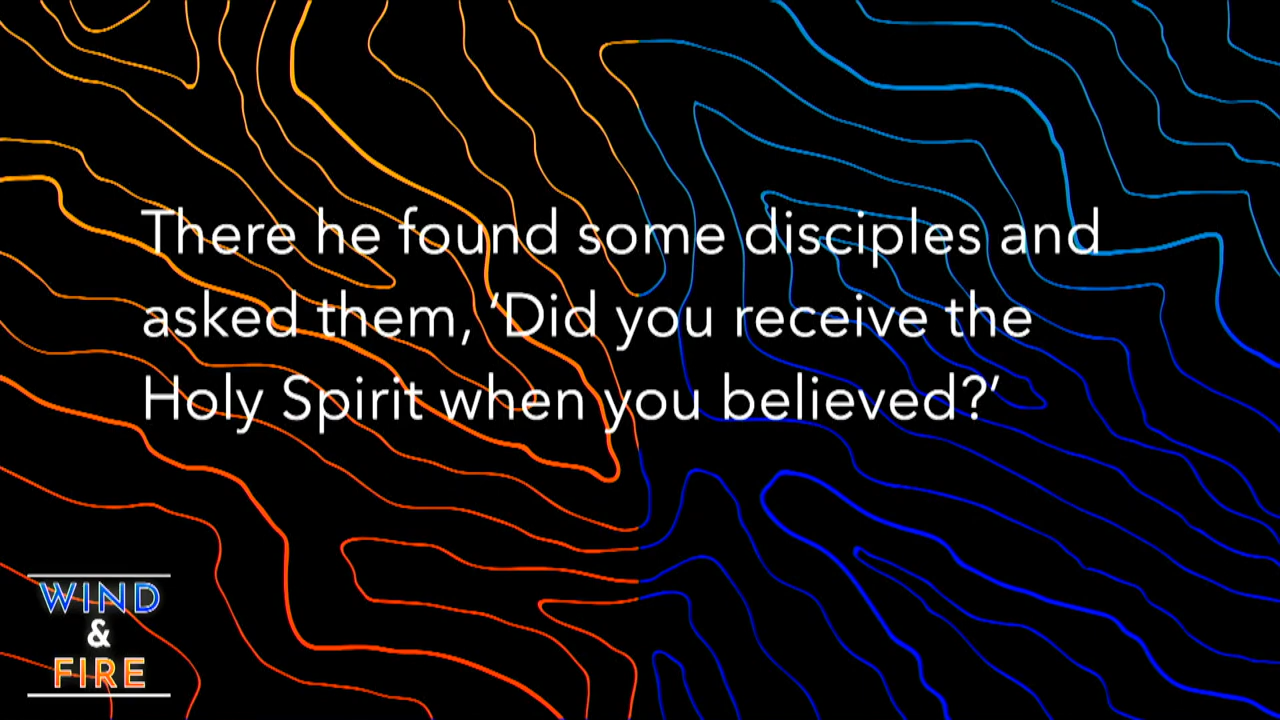 There he found some disciples and
asked them, ‘Did you receive the
Holy Spirit when you believed?’
WIND
&
FIRE